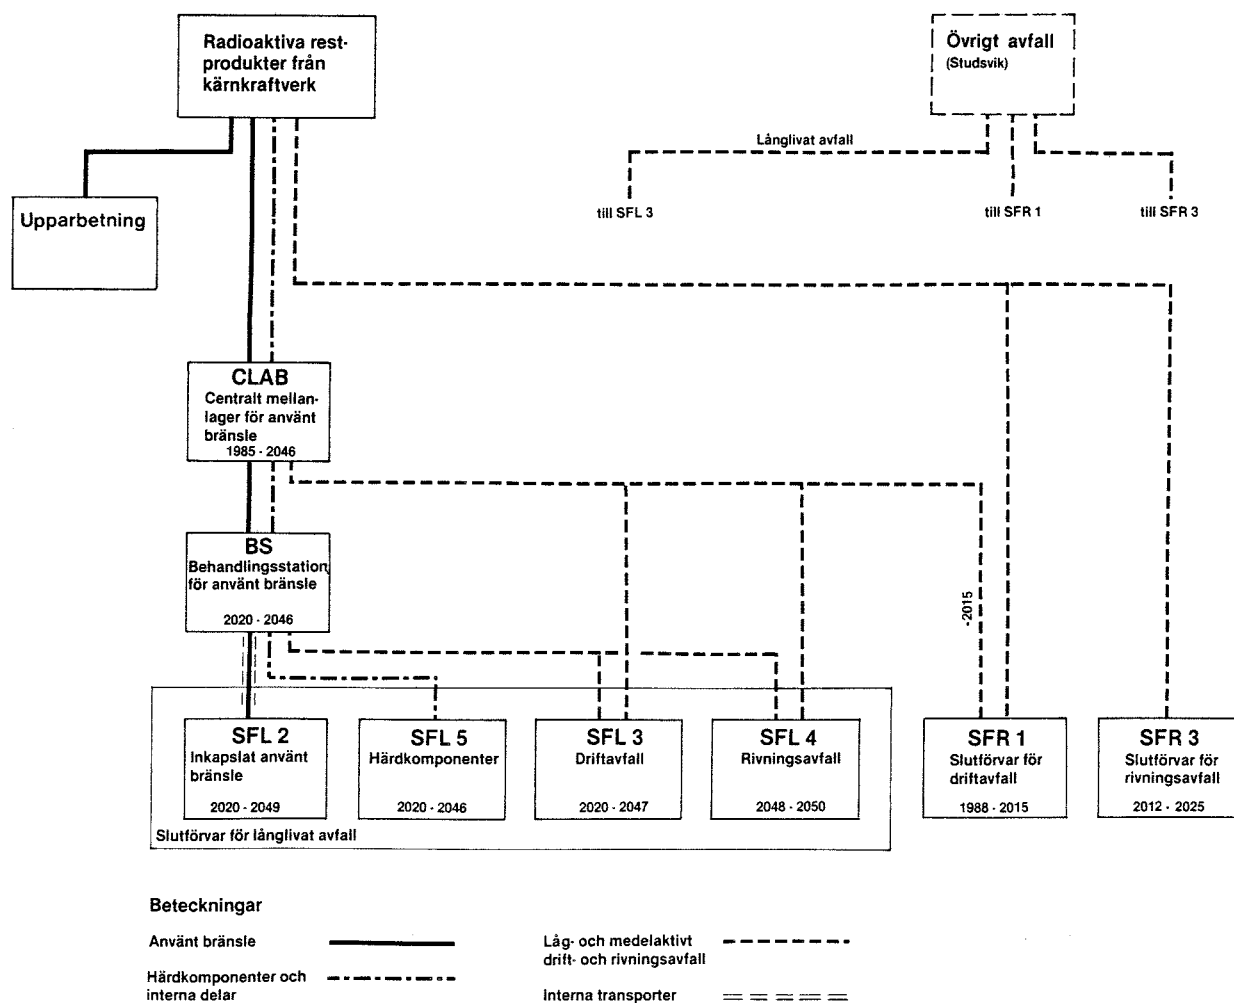 Radioaktiva rest-
produkter från
kärnkraftverk
Övrigt avfall
(Studsvik)
Långlivat avfall
till SFL 3
till SFR 1
till SFR 3
Upparbetning
CLAB
Centralt mellan-
lager för använt
bränsle
1985 - 2046
BS
Behandlingsstation
för använt bränsle
2020 - 2046
-2015
SFL 2
Inkapslat använt
bränsle
2020 - 2049
SFL 5
Härdkomponenter
2020 - 2046
SFL 3
Driftavfall
2020 - 2047
SFL 4
Rivningsavfall
2048 - 2050
SFR 1
Slutförvar för
driftavfall
1988 - 2015
SFR 3
Slutförvar för
rivningsavfall
2012 - 2025
Slutförvar för långlivat avfall
Beteckningar
Använt bränsle
Härdkomponenter och
interna delar
Låg- och medelaktivt
drift- och rivningsavfall
Interna transporter